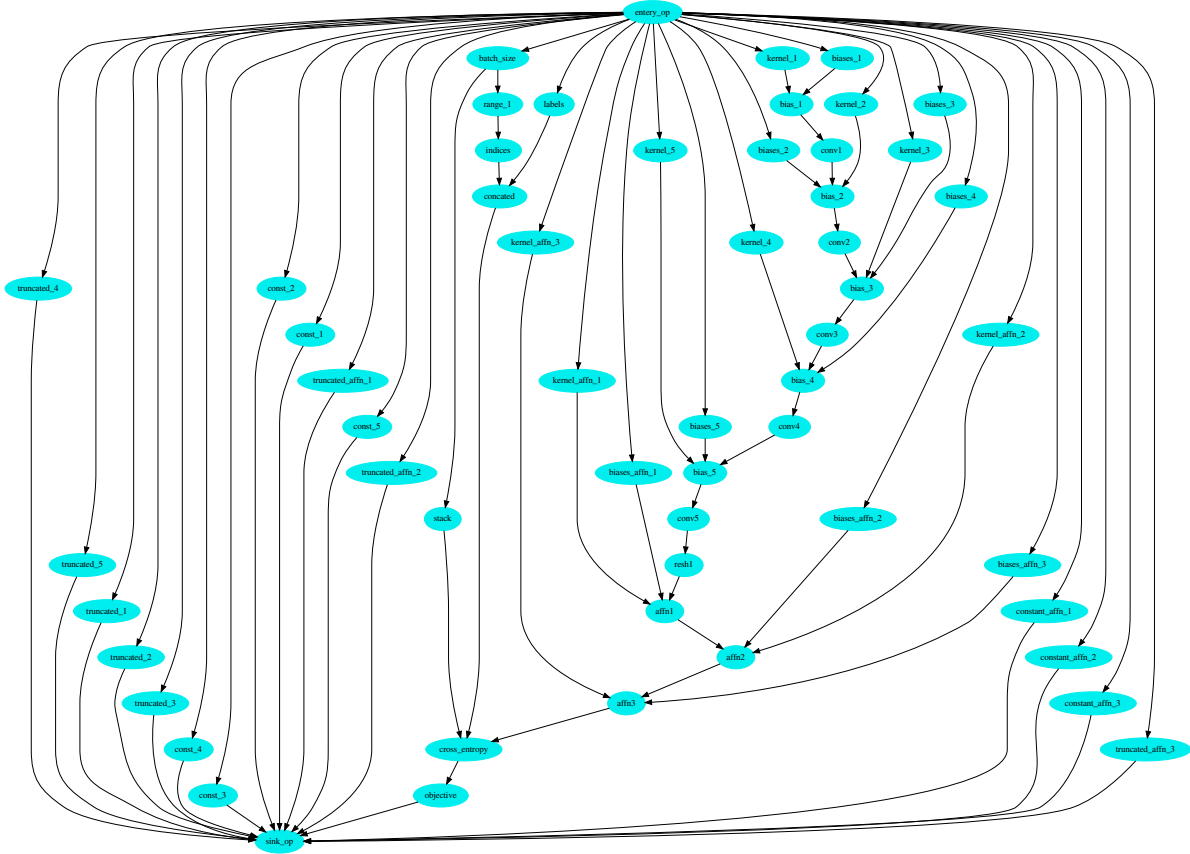 entery_op
batch_size
kernel_1
biases_1
range_1
labels
bias_1
kernel_2
biases_3
indices
kernel_5
biases_2
conv1
kernel_3
concated
bias_2
biases_4
kernel_affn_3
kernel_4
conv2
truncated_4
const_2
bias_3
const_1
conv3
kernel_affn_2
truncated_affn_1
kernel_affn_1
bias_4
const_5
biases_5
conv4
truncated_affn_2
biases_affn_1
bias_5
stack
conv5
biases_affn_2
truncated_5
resh1
biases_affn_3
truncated_1
affn1
constant_affn_1
truncated_2
affn2
constant_affn_2
truncated_3
affn3
constant_affn_3
const_4
cross_entropy
truncated_affn_3
const_3
objective
sink_op